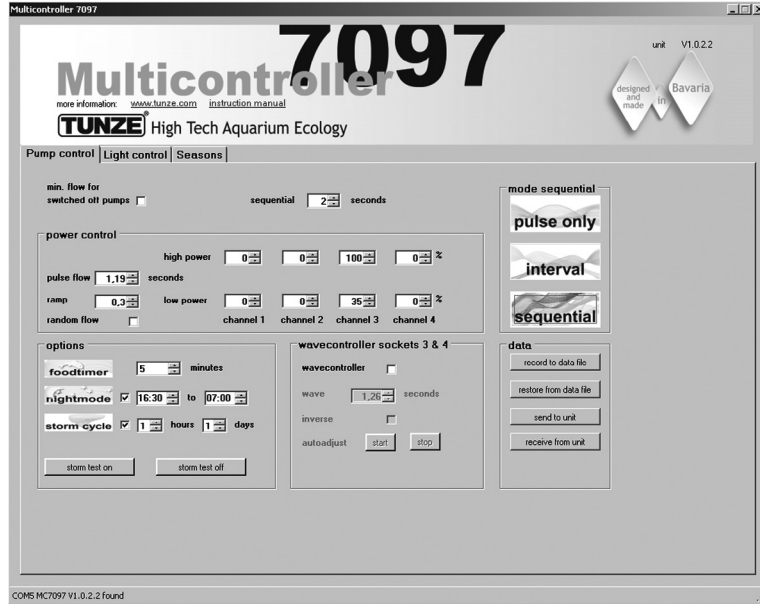 Multicontroller 7097
7097
Multicontroller
unit V1.0.2.2
more information: www.tunze.com instruction manual
designed and made in Bavaria
TUNZE® High Tech Aquarium Ecology
Pump control Light control Seasons
min. flow for
switched off pumps
sequential 2 seconds
mode sequential
pulse only
interval
sequential
power control
high power 0 0 100 0 %
pulse flow 1,19 seconds
ramp 0,3 low power 0 0 35 0 %
random flow channel 1 channel 2 channel 3 channel 4
options
foodtimer 5 minutes
nightmode 16:30 to 07:00
storm cycle 1 hours 1 days
storm test on storm test off
wavecontroller sockets 3 & 4
wavecontroller
wave 1,26 seconds
inverse
autoadjust start stop
data
record to data file
restore from data file
send to unit
receive from unit
COM5 MC7097 V1.0.2.2 found